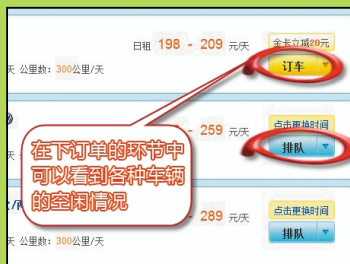 日租 198 - 209 元/天
金卡立减20元
订车
天 公里数：300公里/天
点击更换时间
- 259 元/天
排队
天
在下订单的环节中
可以看到各种车辆
的空闲情况
点击更换时间
- 289 元/天
排队
天 公里数：300公里/天